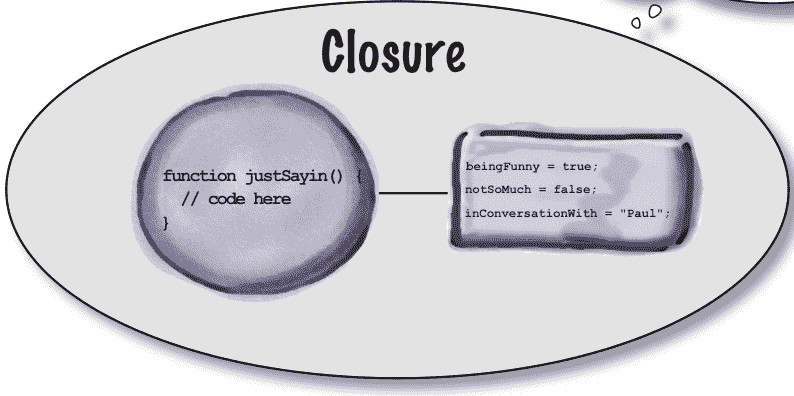 Closure
function justSayin() {
// code here
}
beingFunny = true;
notSoMuch = false;
inConversationWith = "Paul";